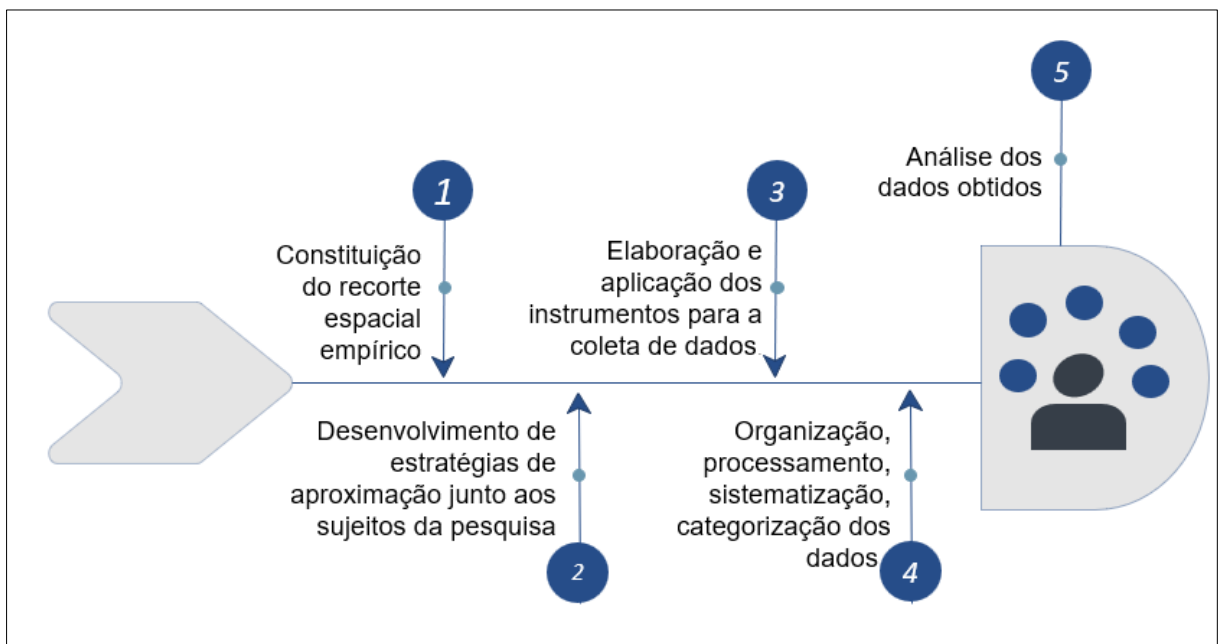 1
Constituição
do recorte
espacial
empírico
2
Desenvolvimento de
estratégias de
aproximação junto aos
sujeitos da pesquisa
3
Elaboração e
aplicação dos
instrumentos para a
coleta de dados.
4
Organização,
processamento,
sistematização,
categorização dos
dados.
5
Análise dos
dados obtidos